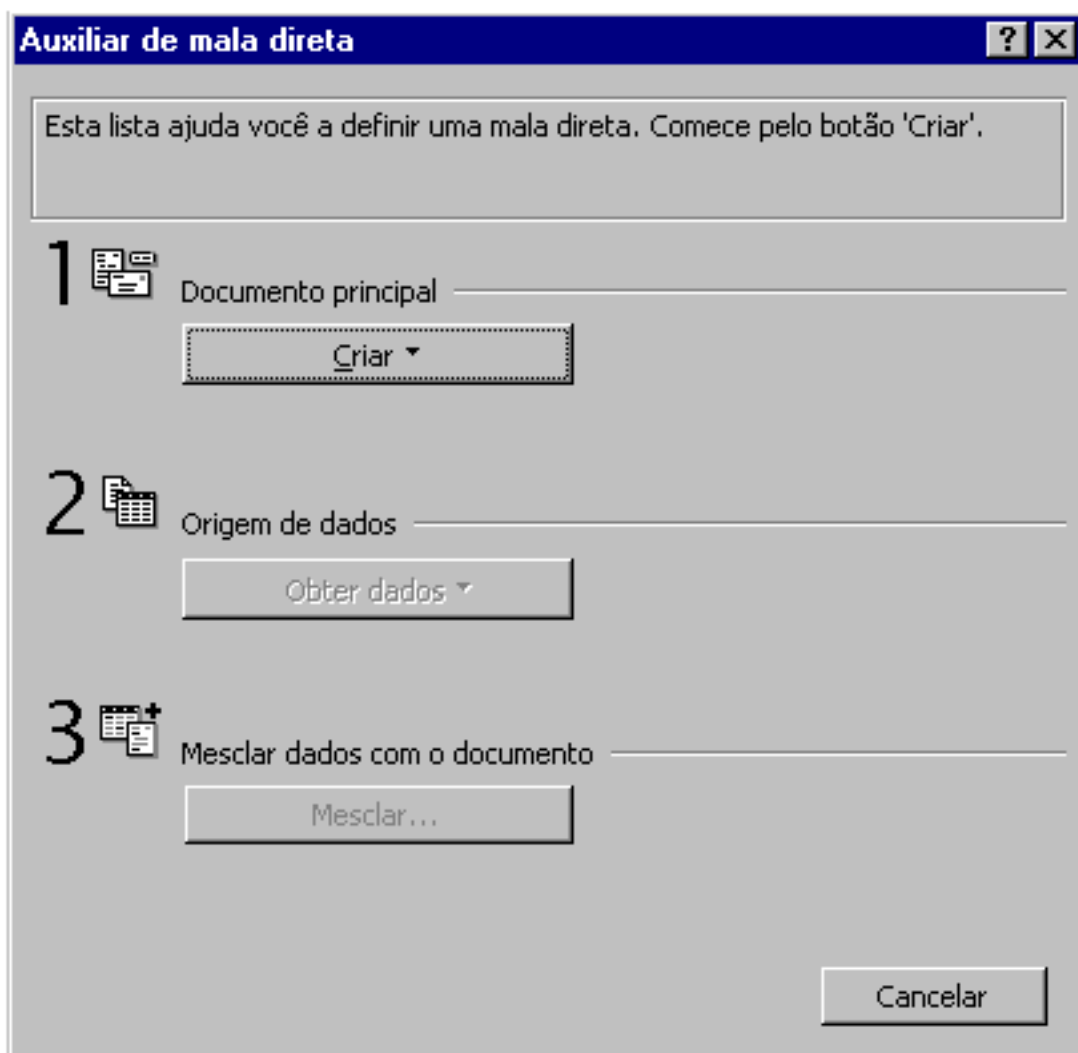 Auxiliar de mala direta
Esta lista ajuda você a definir uma mala direta. Comece pelo botão 'Criar'.
1
Documento principal
Criar
2
Origem de dados
Obter dados
3
Mesclar dados com o documento
Mesclar...
Cancelar